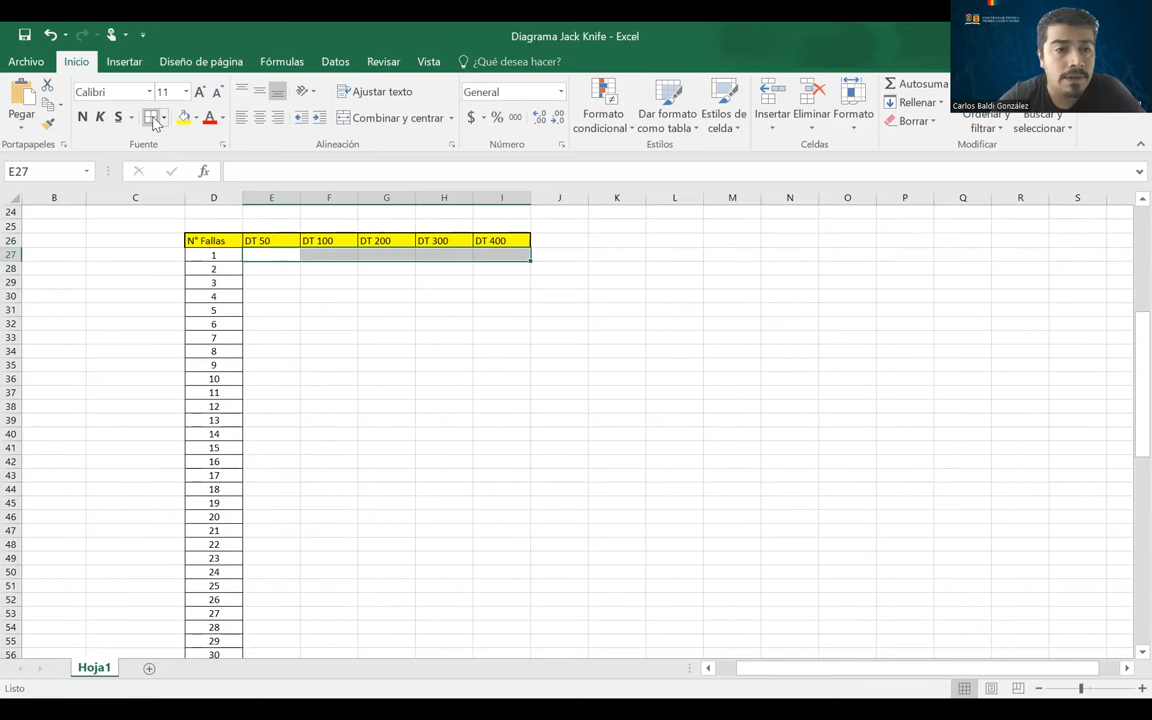 Diagrama Jack Knife - Excel
Archivo Inicio Insertar Diseño de página Fórmulas Datos Revisar Vista ¿Qué desea hacer?
Calibri 11 Ajustar texto General Autosuma
Rellenar
Pegar N K S Combinar y centrar $ % 000 Formato condicional Dar formato como tabla Estilos de celda Insertar Eliminar Formato Borrar Ordenar y filtrar Buscar y seleccionar
Portapapeles Fuente Alineación Número Estilos Celdas Modificar
Carlos Baldi González
E27 fx
B C D E F G H I J K L M N O P Q R S
24
25
26 N° Fallas DT 50 DT 100 DT 200 DT 300 DT 400
27 1
28 2
29 3
30 4
31 5
32 6
33 7
34 8
35 9
36 10
37 11
38 12
39 13
40 14
41 15
42 16
43 17
44 18
45 19
46 20
47 21
48 22
49 23
50 24
51 25
52 26
53 27
54 28
55 29
56 30
Hoja1
Listo